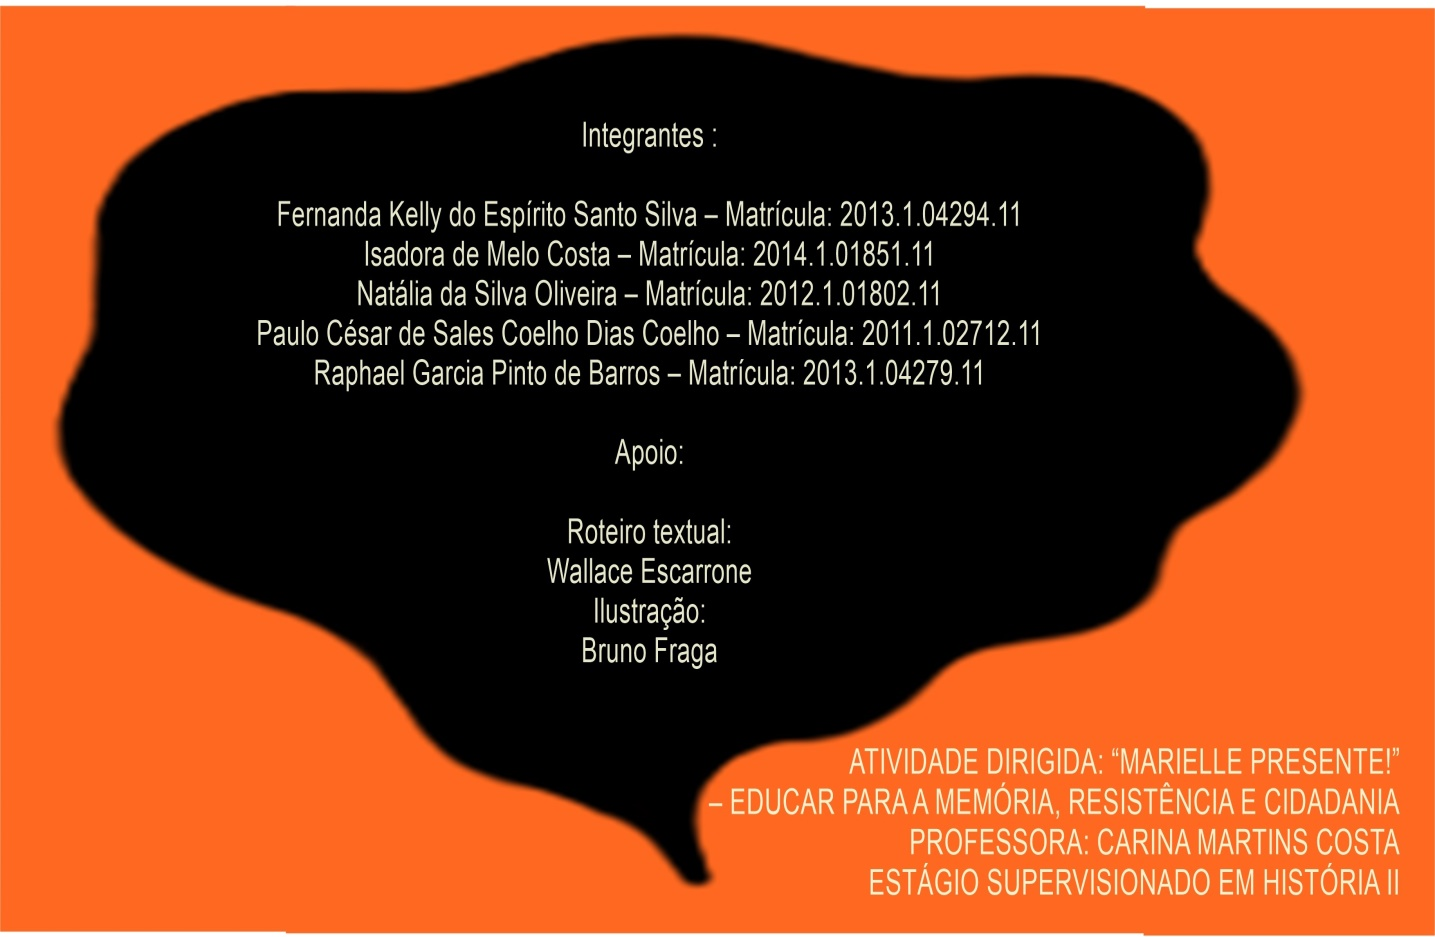 Integrantes :
Fernanda Kelly do Espírito Santo Silva – Matrícula: 2013.1.04294.11
Isadora de Melo Costa – Matrícula: 2014.1.01851.11
Natália da Silva Oliveira – Matrícula: 2012.1.01802.11
Paulo César de Sales Coelho Dias Coelho – Matrícula: 2011.1.02712.11
Raphael Garcia Pinto de Barros – Matrícula: 2013.1.04279.11
Apoio:
Roteiro textual:
Wallace Escarrone
Ilustração:
Bruno Fraga
ATIVIDADE DIRIGIDA: “MARIELLE PRESENTE!”
– EDUCAR PARA A MEMÓRIA, RESISTÊNCIA E CIDADANIA
PROFESSORA: CARINA MARTINS COSTA
ESTÁGIO SUPERVISIONADO EM HISTÓRIA II